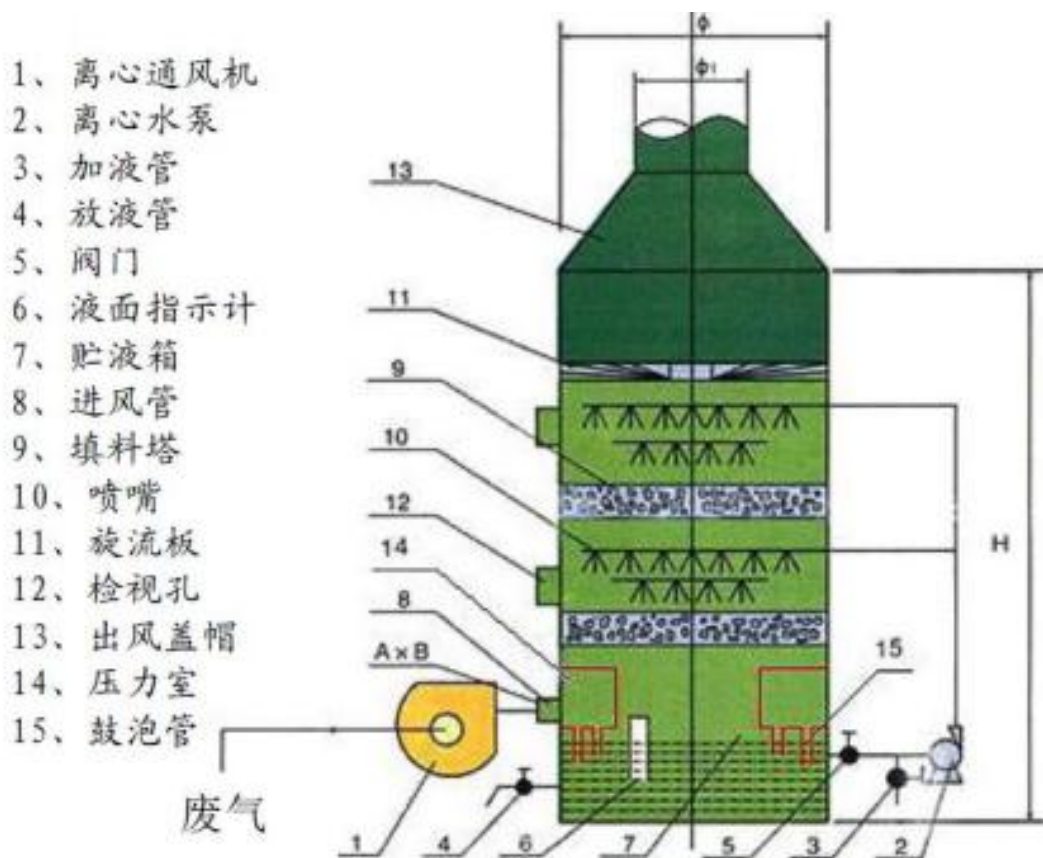 1、离心通风机
2、离心水泵
3、加液管
4、放液管
5、阀门
6、液面指示计
7、贮液箱
8、进风管
9、填料塔
10、喷嘴
11、旋流板
12、检视孔
13、出风盖帽
14、压力室
15、鼓泡管
废气
ф
ф1
13
11
9
10
12
14
8
A×B
15
H
1
4
6
7
5
3
2